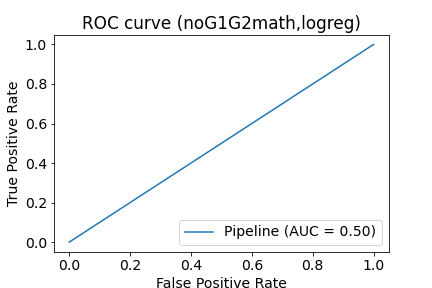 ROC curve (noG1G2math,logreg)
True Positive Rate
1.0
0.8
0.6
0.4
0.2
0.0
Pipeline (AUC = 0.50)
0.0 0.2 0.4 0.6 0.8 1.0
False Positive Rate